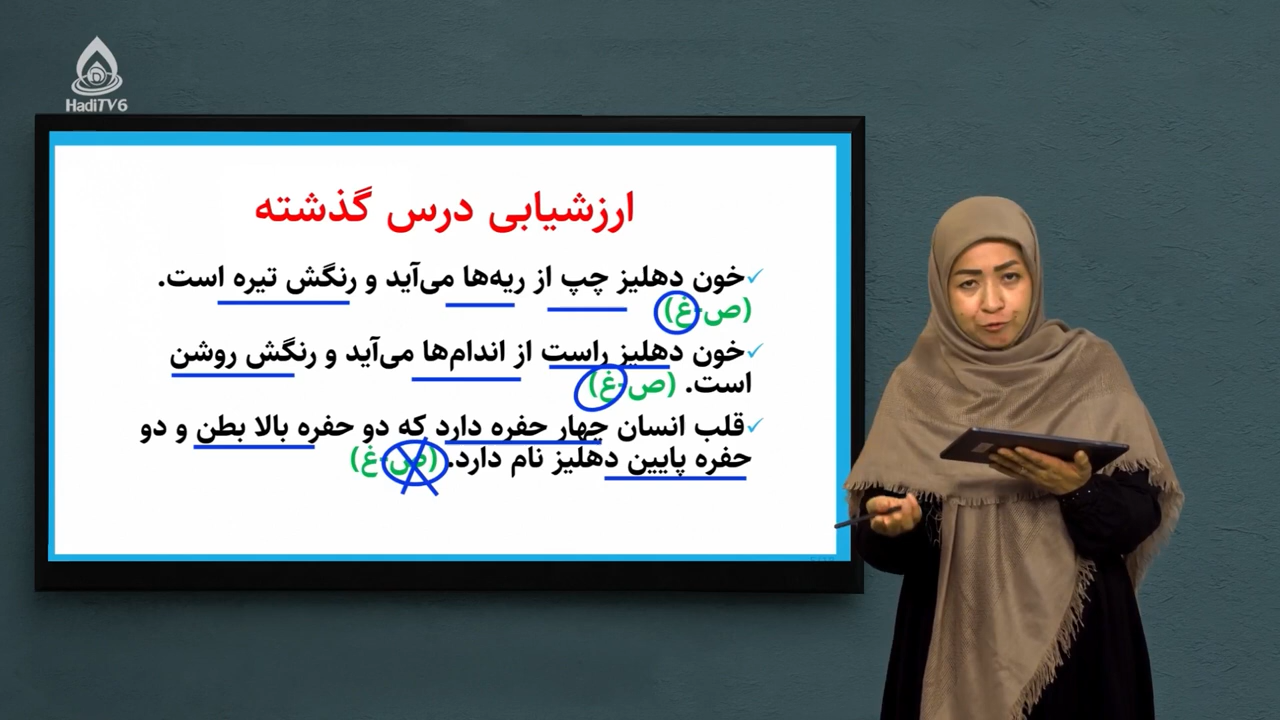 HadiTV6
ارزشیابی درس گذشته
✓خون دهلیز چپ از ریه‌ها می‌آید و رنگش تیره است.
(ص-غ)
✓خون دهلیز راست از اندام‌ها می‌آید و رنگش روشن
است. (ص-غ)
✓قلب انسان چهار حفره دارد که دو حفره بالا بطن و دو
حفره پایین دهلیز نام دارد. (ص-غ)